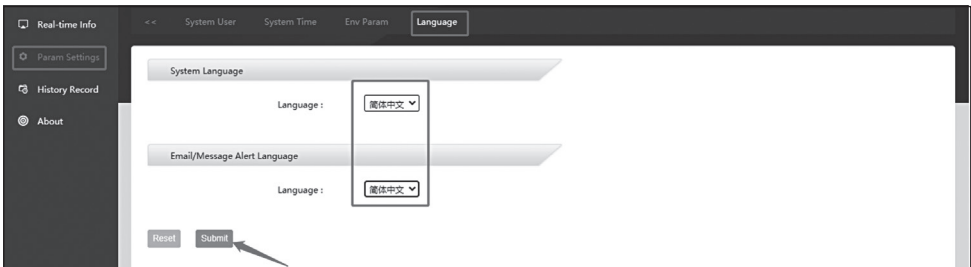 Real-time Info
Param Settings
History Record
About
<< System User System Time Env Param Language
System Language
Language : 简体中文
Email/Message Alert Language
Language : 简体中文
Reset Submit